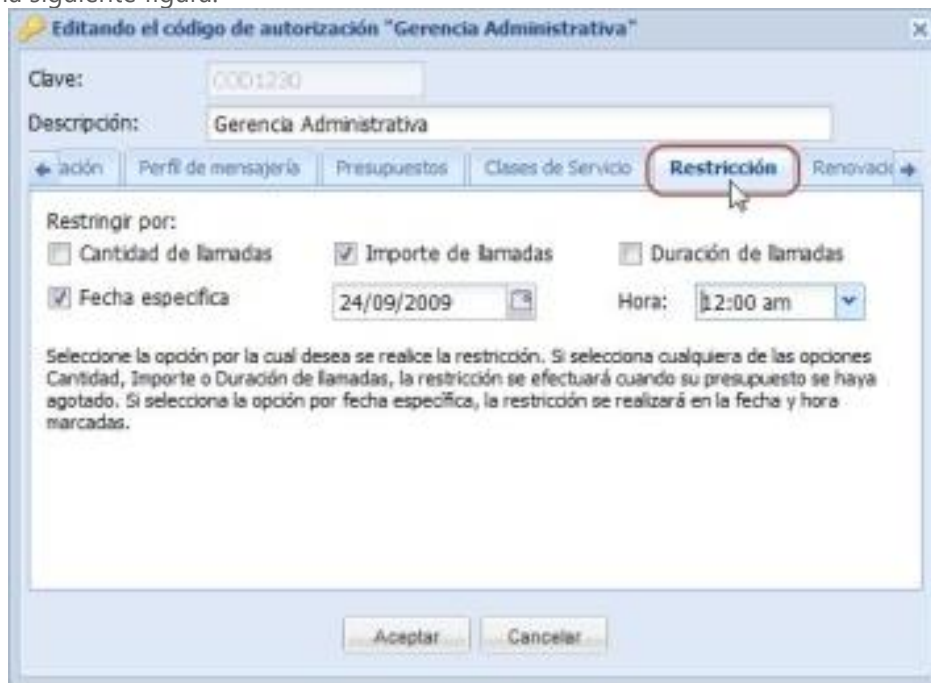 la siguiente figura.
Editando el código de autorización "Gerencia Administrativa"
Clave: COD1230
Descripción: Gerencia Administrativa
ación Perfil de mensajería Presupuestos Clases de Servicio Restricción Renovació
Restringir por:
Cantidad de llamadas Importe de llamadas Duración de llamadas
Fecha especifica 24/09/2009 Hora: 12:00 am
Seleccione la opción por la cual desea se realice la restricción. Si selecciona cualquiera de las opciones
Cantidad, Importe o Duración de llamadas, la restricción se efectuará cuando su presupuesto se haya
agotado. Si selecciona la opción por fecha específica, la restricción se realizará en la fecha y hora
marcadas.
Aceptar Cancelar